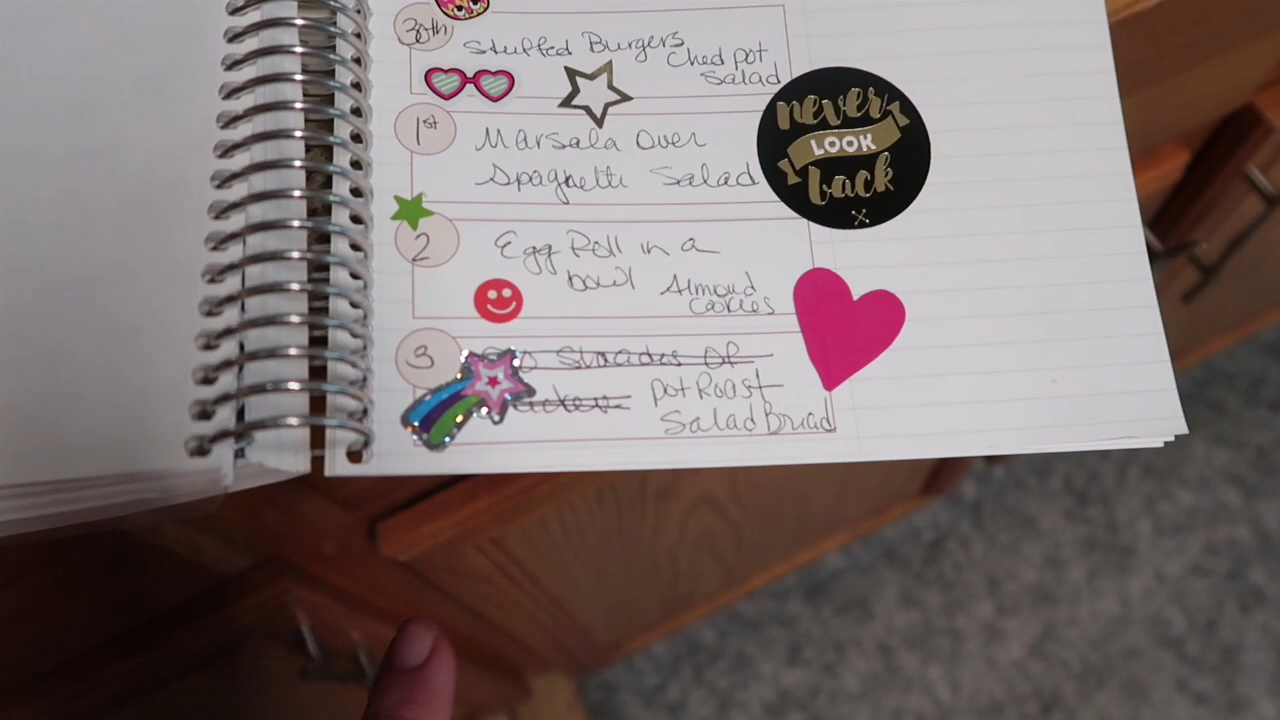 30th
Stuffed Burgers
Ched pot
Salad
1st
Marsala Over
Spaghetti Salad
never
LOOK
back
2
Egg Roll in a
bowl Almond
cookies
3
Shades Of
pot Roast
Salad Bread